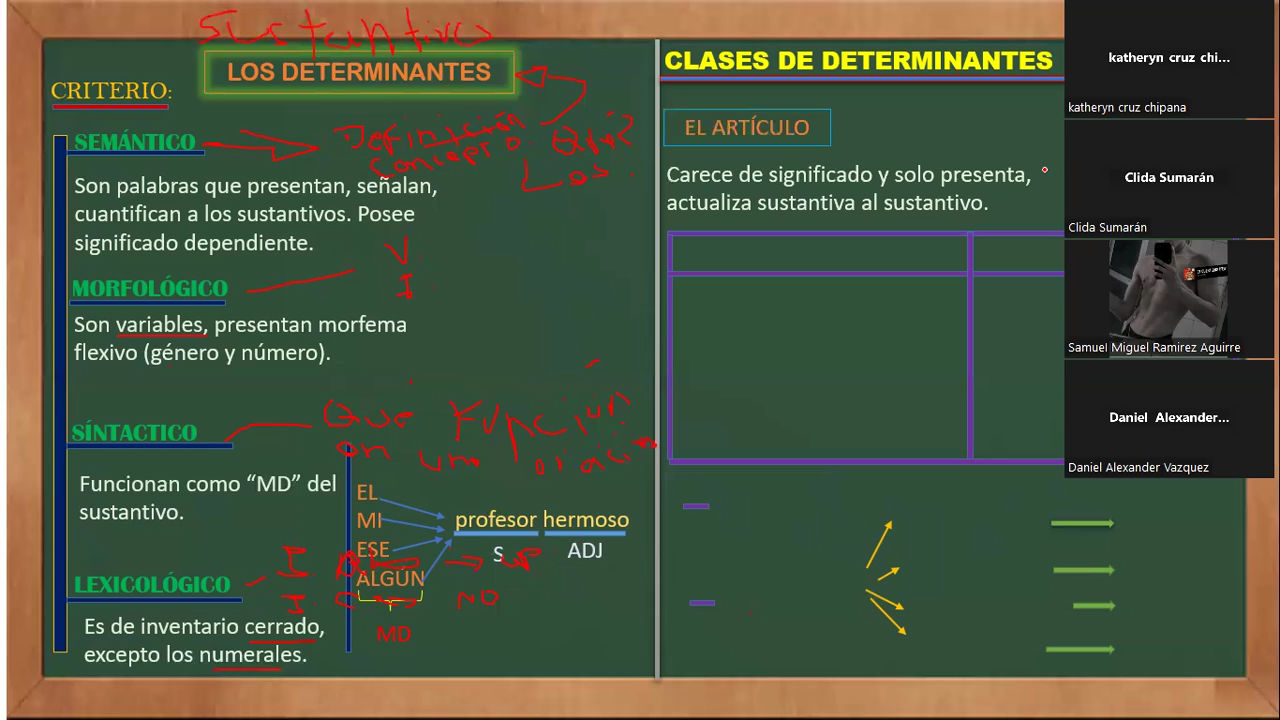 Sustantivo
LOS DETERMINANTES
CRITERIO:
SEMÁNTICO
Definición
concepto
Qué?
Los
Son palabras que presentan, señalan,
cuantifican a los sustantivos. Posee
significado dependiente.
V
I
MORFOLÓGICO
Son variables, presentan morfema
flexivo (género y número).
SÍNTACTICO
Que función
en una oración
Funcionan como “MD” del
sustantivo.
EL
MI
ESE
ALGÚN
MD
profesor hermoso
S
ADJ
LEXICOLÓGICO
I
I
NO
Es de inventario cerrado,
excepto los numerales.
CLASES DE DETERMINANTES
EL ARTÍCULO
Carece de significado y solo presenta,
actualiza sustantiva al sustantivo.
katheryn cruz chi...
katheryn cruz chipana
Clida Sumarán
Clida Sumarán
Samuel Miguel Ramirez Aguirre
Daniel Alexander...
Daniel Alexander Vazquez